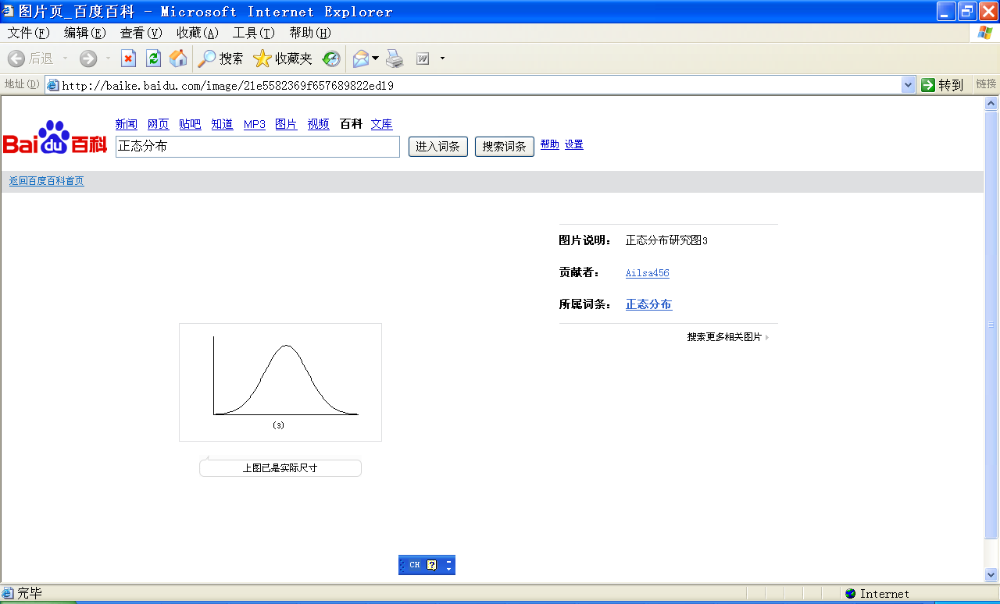 图片页_百度百科 - Microsoft Internet Explorer
文件(F) 编辑(E) 查看(V) 收藏(A) 工具(T) 帮助(H)
后退 搜索 收藏夹
地址(D) http://baike.baidu.com/image/21e5582369f657689822ed19 转到 链接
新闻 网页 贴吧 知道 MP3 图片 视频 百科 文库
Bai du 百科 正态分布 进入词条 搜索词条 帮助 设置
返回百度百科首页
图片说明： 正态分布研究图3
贡献者： Ailsa456
所属词条： 正态分布
搜索更多相关图片
(3)
上图已是实际尺寸
CH
完毕 Internet